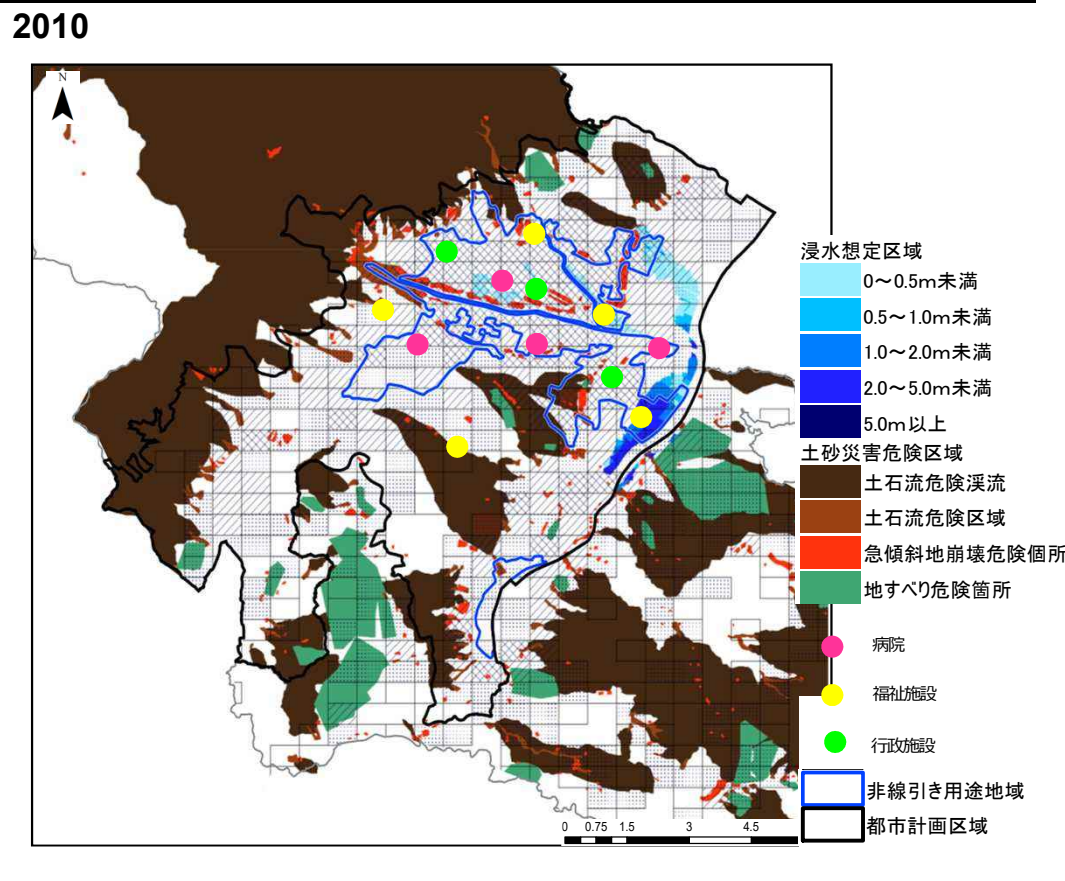 2010
N
浸水想定区域
0～0.5m未満
0.5～1.0m未満
1.0～2.0m未満
2.0～5.0m未満
5.0m以上
土砂災害危険区域
土石流危険渓流
土石流危険区域
急傾斜地崩壊危険個所
地すべり危険箇所
病院
福祉施設
行政施設
非線引き用途地域
都市計画区域
0 0.75 1.5 3 4.5